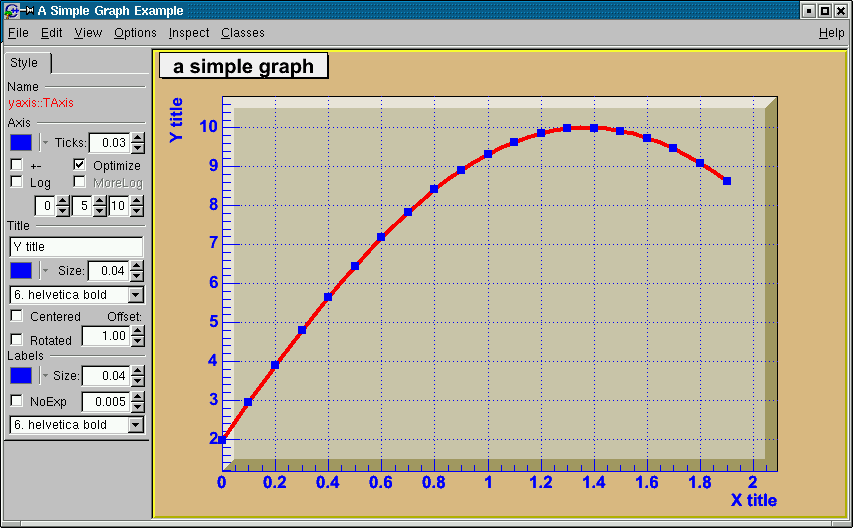 A Simple Graph Example
File Edit View Options Inspect Classes Help
Style
Name
yaxis::TAxis
Axis
Ticks: 0.03
+- Optimize
Log MoreLog
0 5 10
Title
Y title
Size: 0.04
6. helvetica bold
Centered Offset:
Rotated 1.00
Labels
Size: 0.04
NoExp 0.005
6. helvetica bold
a simple graph
Y title
10
9
8
7
6
5
4
3
2
0 0.2 0.4 0.6 0.8 1 1.2 1.4 1.6 1.8 2
X title